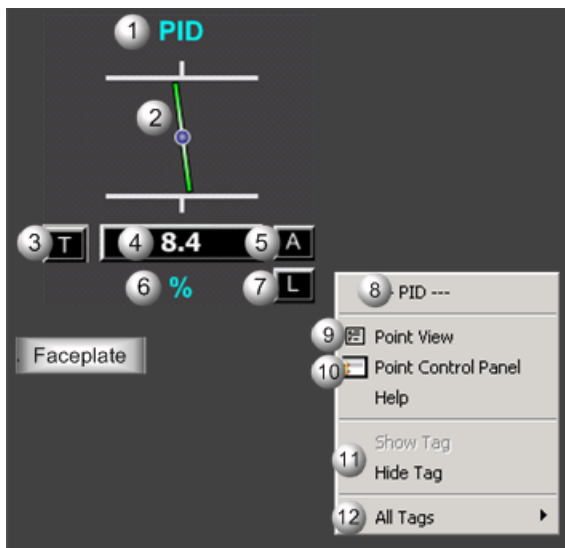 1 PID
2
3 T 4 8.4 5 A
6 % 7 L
8 - PID ---
9 Point View
Faceplate
10 Point Control Panel
Help
Show Tag
11
Hide Tag
12 All Tags